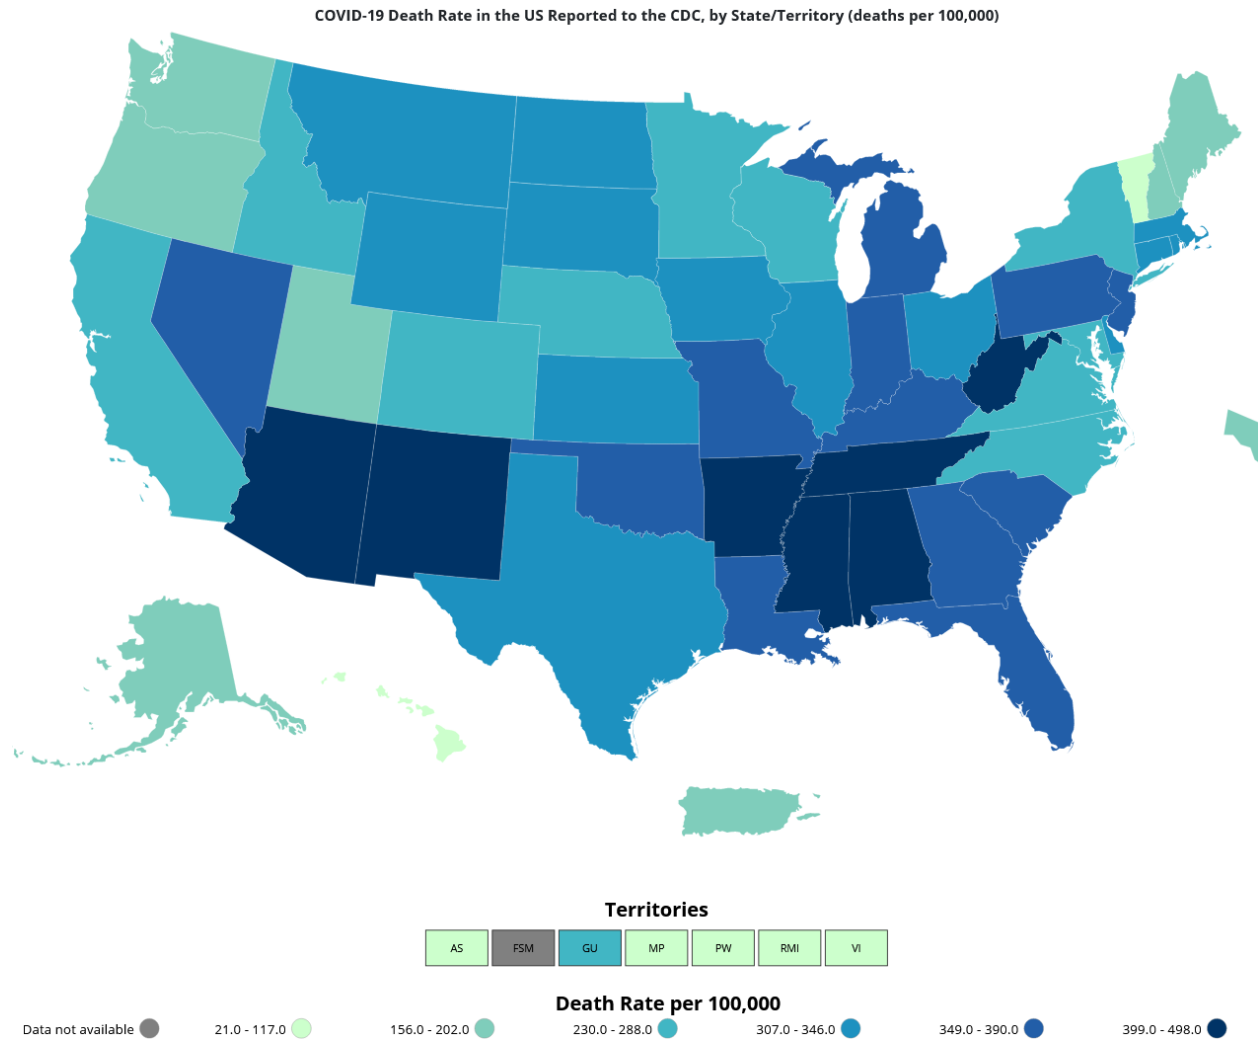 COVID-19 Death Rate in the US Reported to the CDC, by State/Territory (deaths per 100,000)
Territories
AS FSM GU MP PW RMI VI
Death Rate per 100,000
Data not available 21.0 - 117.0 156.0 - 202.0 230.0 - 288.0 307.0 - 346.0 349.0 - 390.0 399.0 - 498.0